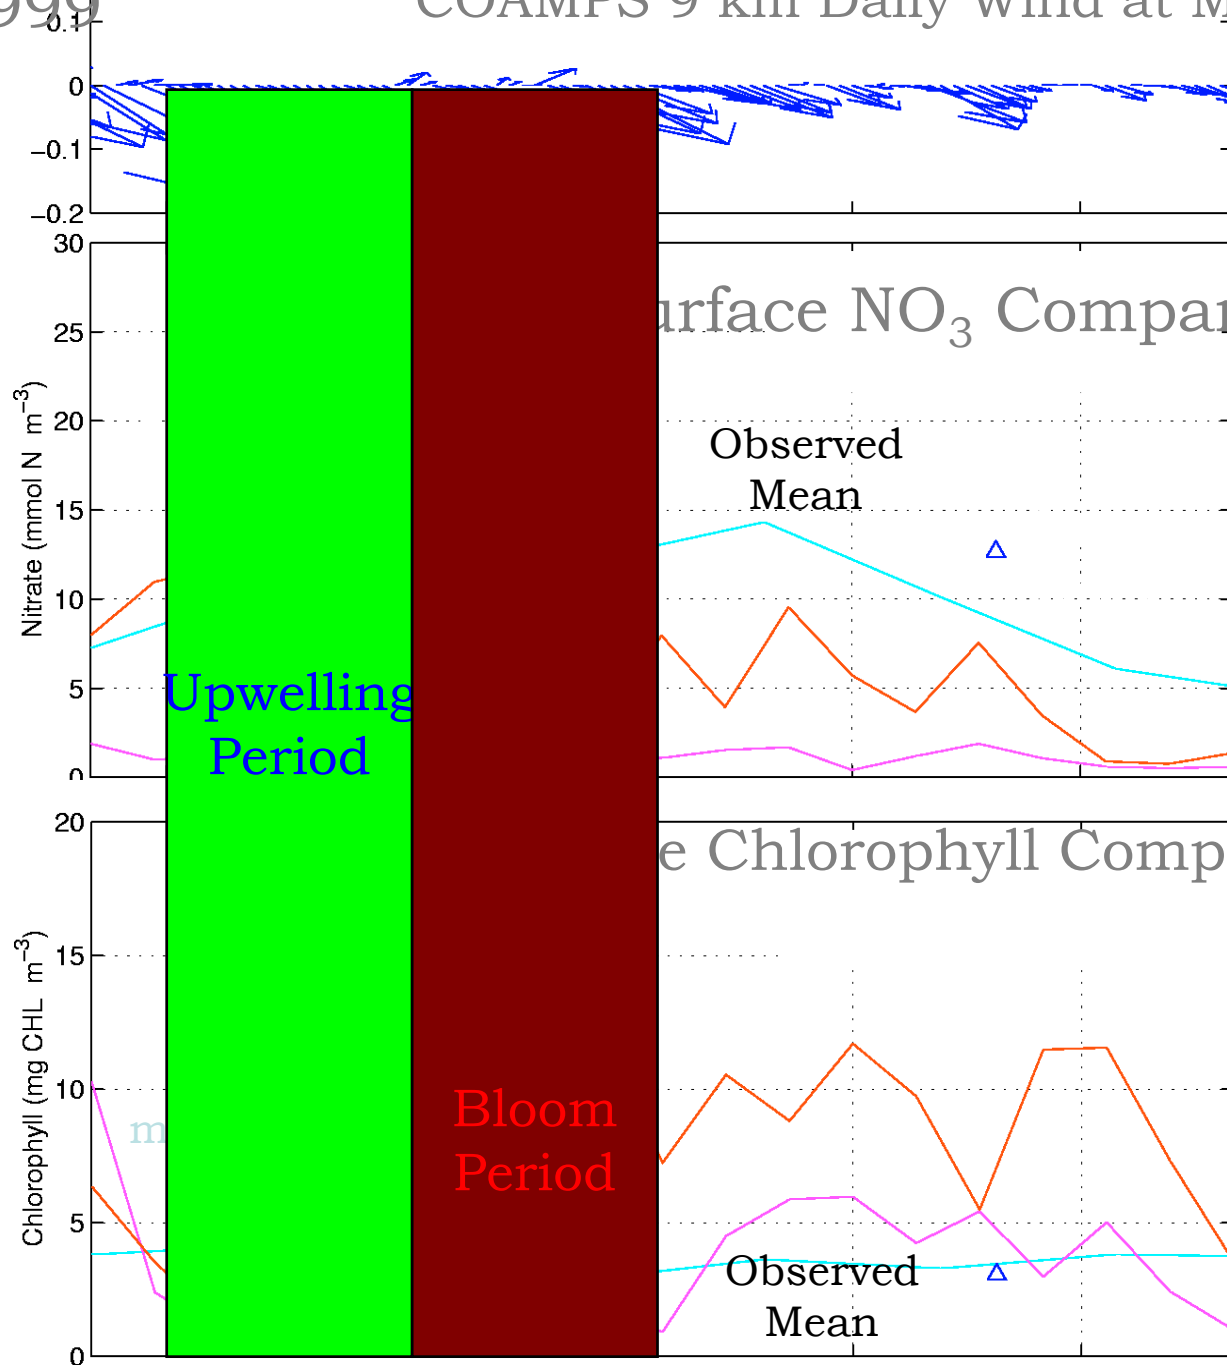 999
COAMPS 9 km Daily Wind at M
0.1
0
−0.1
−0.2
30
25
20
15
10
5
0
Nitrate (mmol N m−3)
urface NO3 Compar
Observed
Mean
Upwelling
Period
20
15
10
5
0
Chlorophyll (mg CHL m−3)
e Chlorophyll Comp
m
Bloom
Period
Observed
Mean